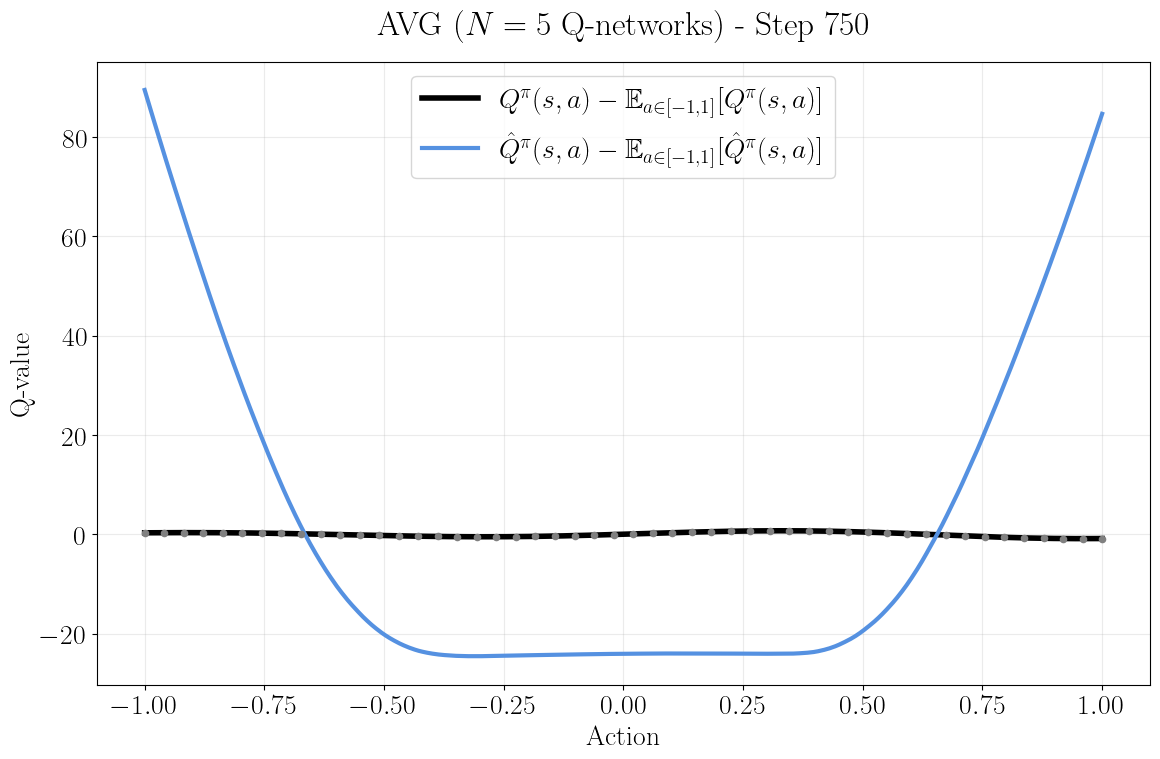 AVG (N = 5 Q-networks) - Step 750
Q^π(s, a) − 𝔼_{a∈[−1,1]}[Q^π(s, a)]
Q̂^π(s, a) − 𝔼_{a∈[−1,1]}[Q̂^π(s, a)]
80
60
40
20
0
−20
Q-value
−1.00 −0.75 −0.50 −0.25 0.00 0.25 0.50 0.75 1.00
Action